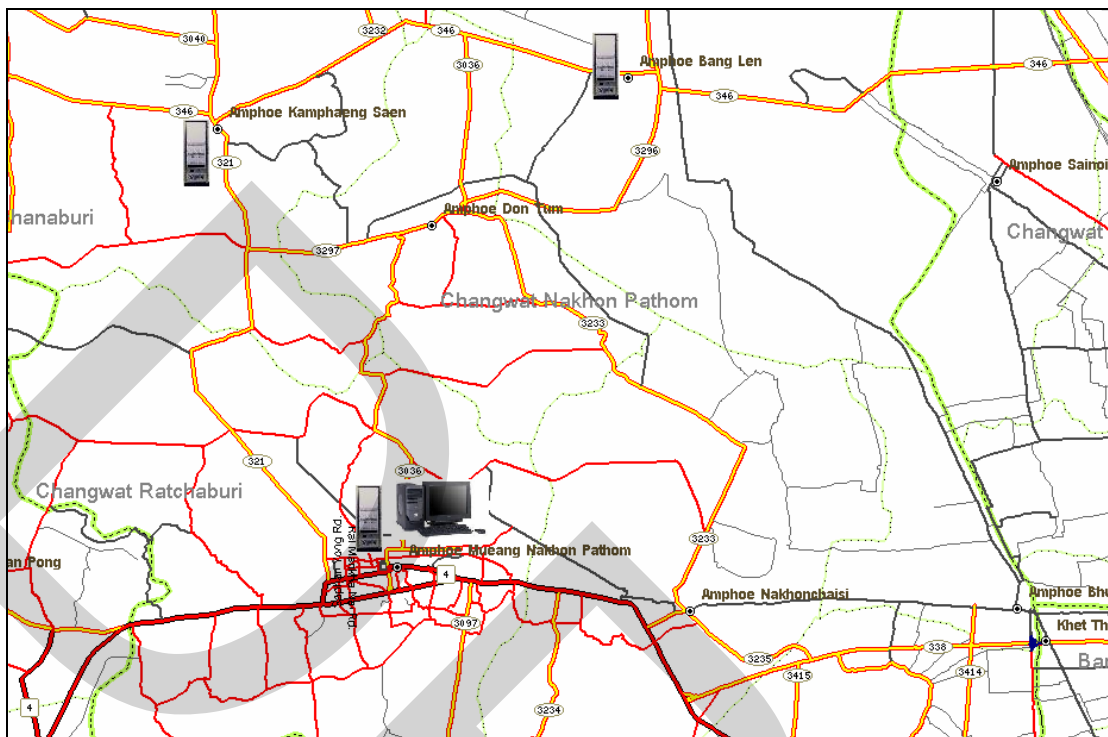 3040
3232
346
3036
Amphoe Bang Len
346
346
346
Amphoe Kamphaeng Saen
321
3296
Amphoe Sainoi
Amphoe Don Tum
hanaburi
Changwat
3297
Changwat Nakhon Pathom
3233
321
3036
Changwat Ratchaburi
3233
an Pong
Amphoe Mueang Nakhon Pathom
4
Amphoe Nakhonchaisi
Amphoe Bhu
3097
Khet Th
338
3235
Ban
3415
3414
4
3234